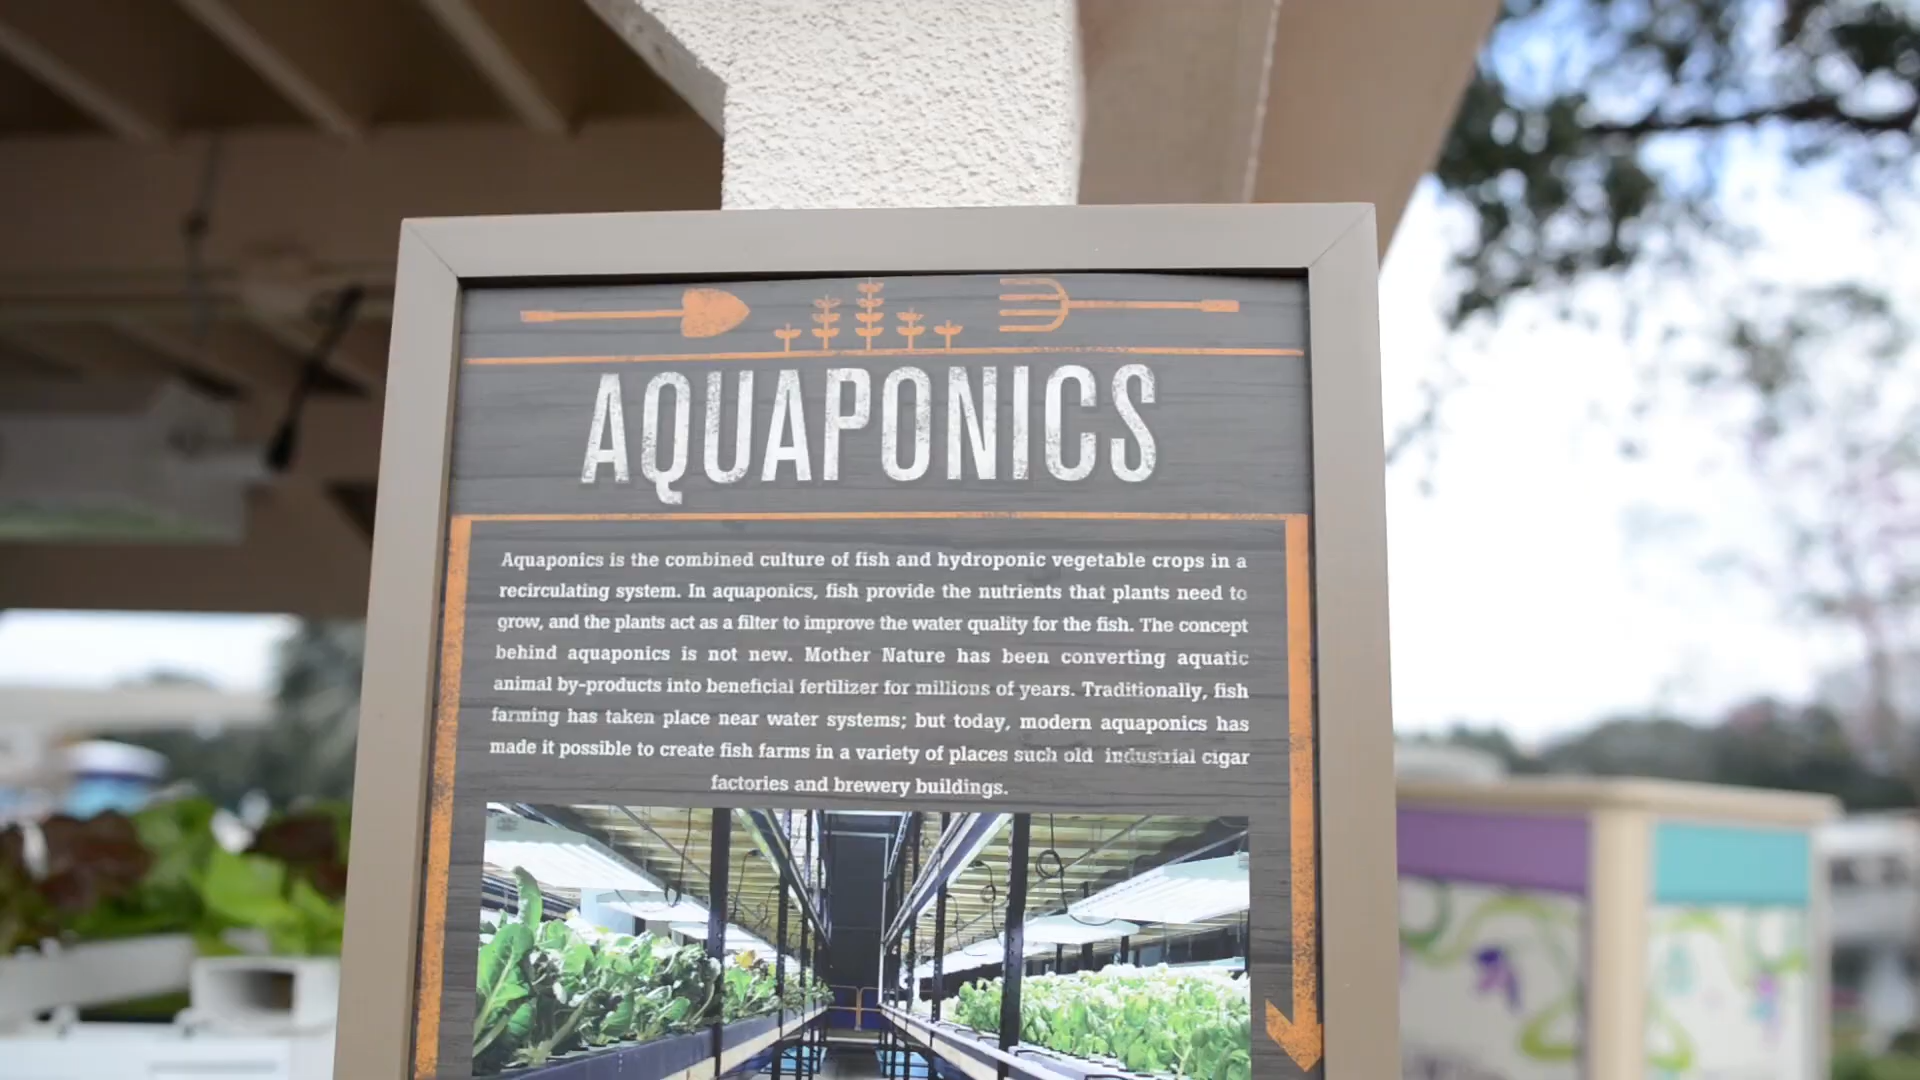 AQUAPONICS
Aquaponics is the combined culture of fish and hydroponic vegetable crops in a
recirculating system. In aquaponics, fish provide the nutrients that plants need to
grow, and the plants act as a filter to improve the water quality for the fish. The concept
behind aquaponics is not new. Mother Nature has been converting aquatic
animal by-products into beneficial fertilizer for millions of years. Traditionally, fish
farming has taken place near water systems; but today, modern aquaponics has
made it possible to create fish farms in a variety of places such old industrial cigar
factories and brewery buildings.